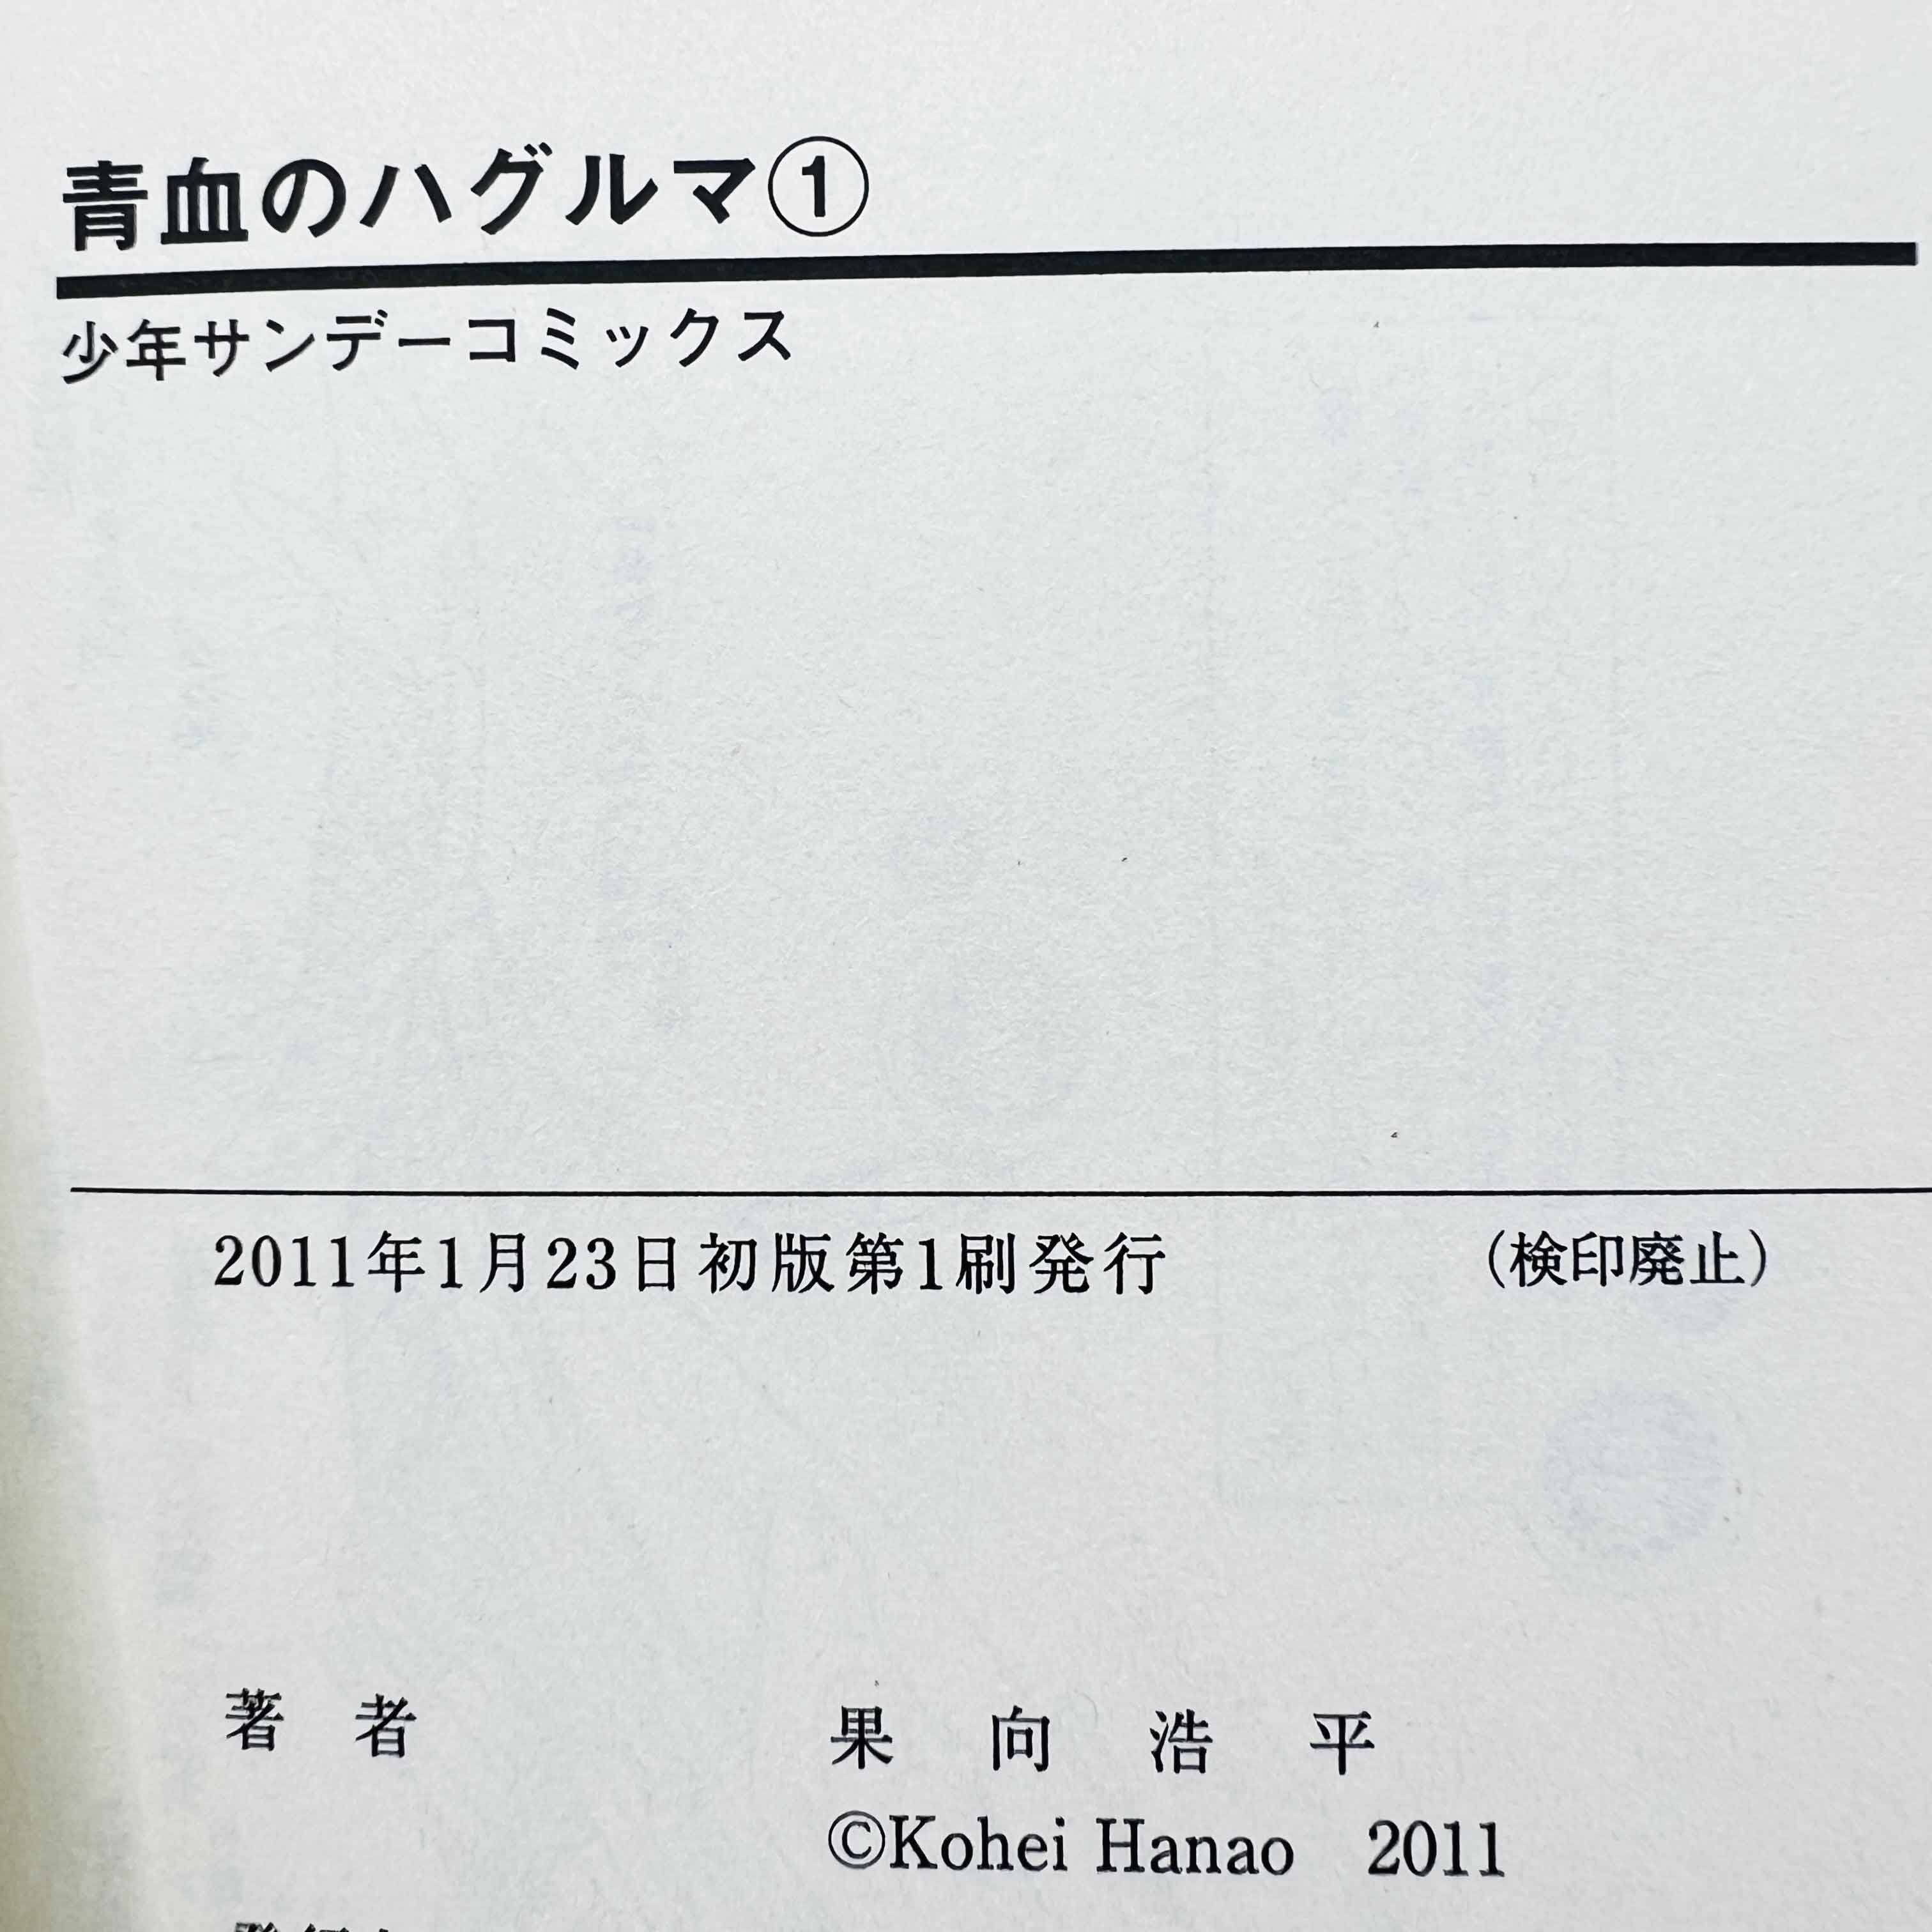 青血のハグルマ①
少年サンデーコミックス
2011年1月23日初版第1刷発行 (検印廃止)
著者 果向浩平
©Kohei Hanao 2011